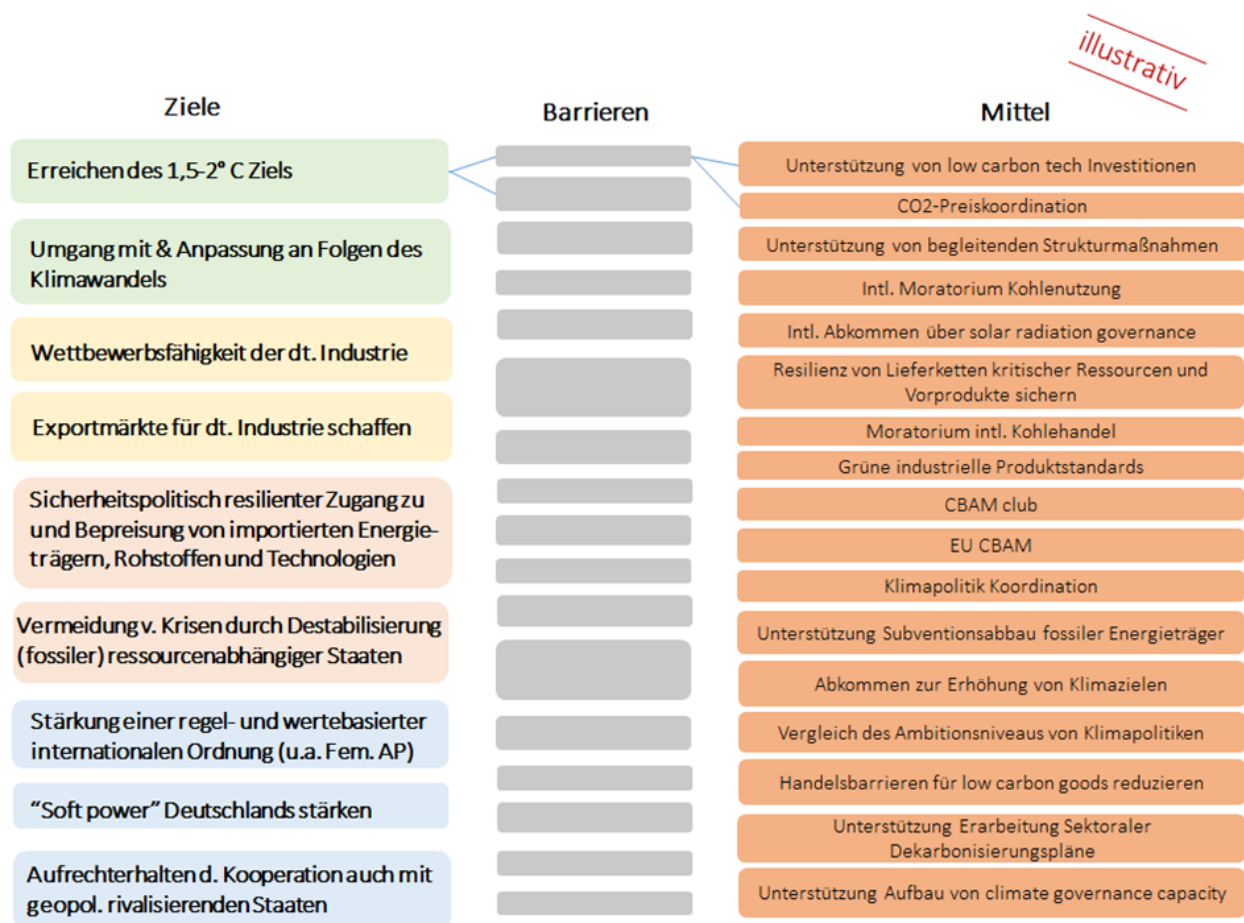 illustrativ
Ziele
Barrieren
Mittel
Erreichen des 1,5-2° C Ziels
Umgang mit & Anpassung an Folgen des
Klimawandels
Wettbewerbsfähigkeit der dt. Industrie
Exportmärkte für dt. Industrie schaffen
Sicherheitspolitisch resilienter Zugang zu
und Bepreisung von importierten Energie-
trägern, Rohstoffen und Technologien
Vermeidung v. Krisen durch Destabilisierung
(fossiler) ressourcenabhängiger Staaten
Stärkung einer regel- und wertebasierter
internationalen Ordnung (u.a. Fem. AP)
“Soft power” Deutschlands stärken
Aufrechterhalten d. Kooperation auch mit
geopol. rivalisierenden Staaten
Unterstützung von low carbon tech Investitionen
CO2-Preiskoordination
Unterstützung von begleitenden Strukturmaßnahmen
Intl. Moratorium Kohlenutzung
Intl. Abkommen über solar radiation governance
Resilienz von Lieferketten kritischer Ressourcen und
Vorprodukte sichern
Moratorium intl. Kohlehandel
Grüne industrielle Produktstandards
CBAM club
EU CBAM
Klimapolitik Koordination
Unterstützung Subventionsabbau fossiler Energieträger
Abkommen zur Erhöhung von Klimazielen
Vergleich des Ambitionsniveaus von Klimapolitiken
Handelsbarrieren für low carbon goods reduzieren
Unterstützung Erarbeitung Sektoraler
Dekarbonisierungspläne
Unterstützung Aufbau von climate governance capacity